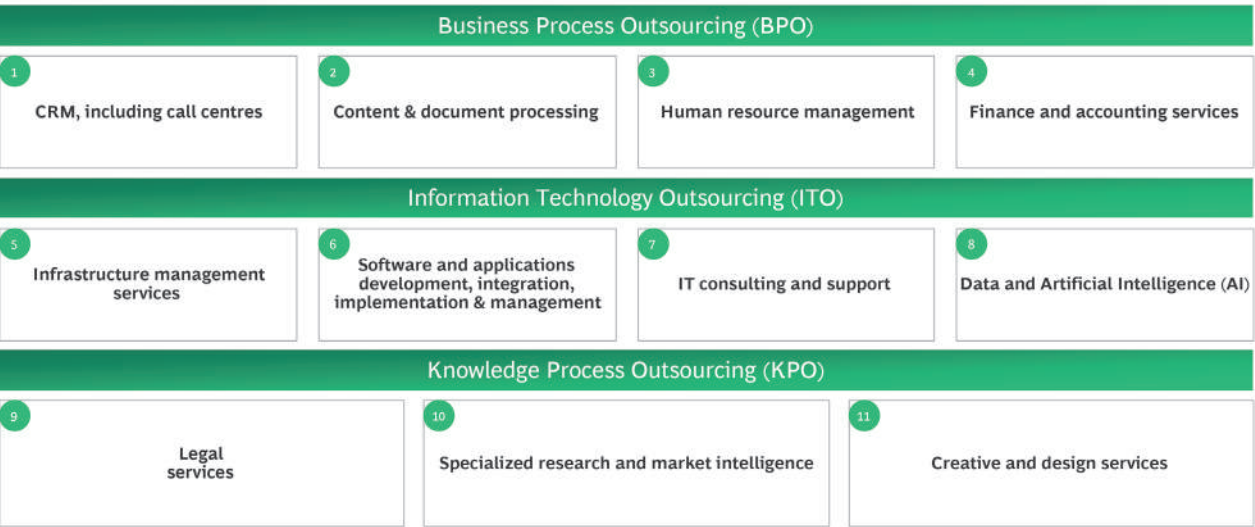 Business Process Outsourcing (BPO)
1
CRM, including call centres
2
Content & document processing
3
Human resource management
4
Finance and accounting services
Information Technology Outsourcing (ITO)
5
Infrastructure management
services
6
Software and applications
development, integration,
implementation & management
7
IT consulting and support
8
Data and Artificial Intelligence (AI)
Knowledge Process Outsourcing (KPO)
9
Legal
services
10
Specialized research and market intelligence
11
Creative and design services